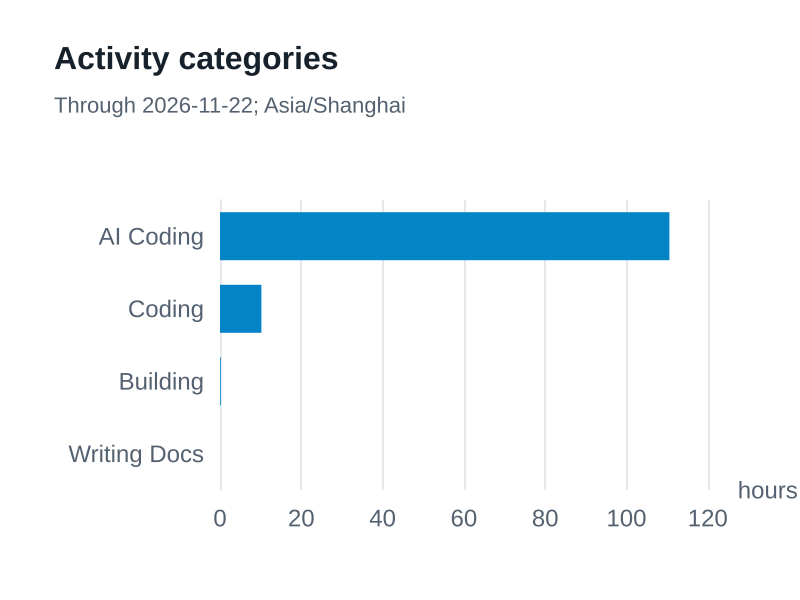 Activity categories
Through 2026-11-22; Asia/Shanghai
AI Coding
Coding
Building
Writing Docs
hours
0 20 40 60 80 100 120